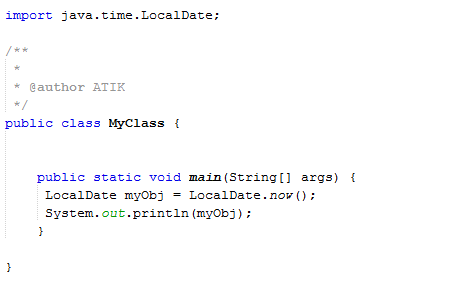 import java.time.LocalDate;
/**
 *
 * @author ATIK
 */
public class MyClass {
    public static void main(String[] args) {
     LocalDate myObj = LocalDate.now();
     System.out.println(myObj);
    }
}